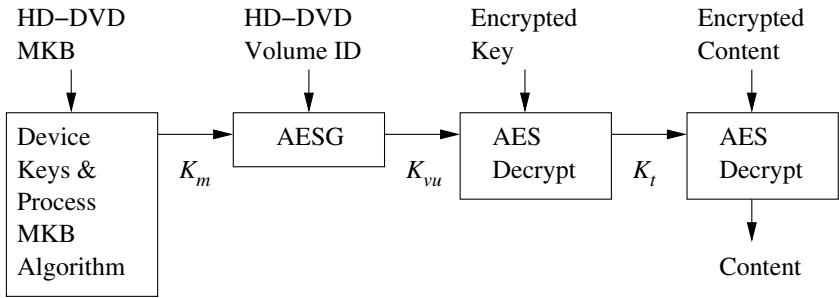 HD−DVD
MKB
HD−DVD
Volume ID
Encrypted
Key
Encrypted
Content
Device
Keys &
Process
MKB
Algorithm
K_m
AESG
K_vu
AES
Decrypt
K_t
AES
Decrypt
Content